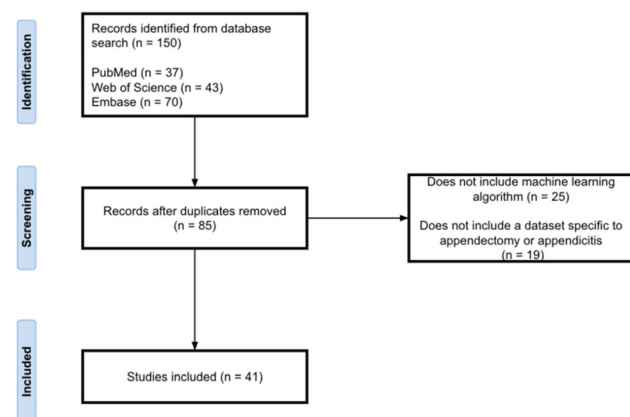 Identification
Records identified from database
search (n = 150)
PubMed (n = 37)
Web of Science (n = 43)
Embase (n = 70)
Screening
Records after duplicates removed
(n = 85)
Does not include machine learning
algorithm (n = 25)
Does not include a dataset specific to
appendectomy or appendicitis
(n = 19)
Included
Studies included (n = 41)